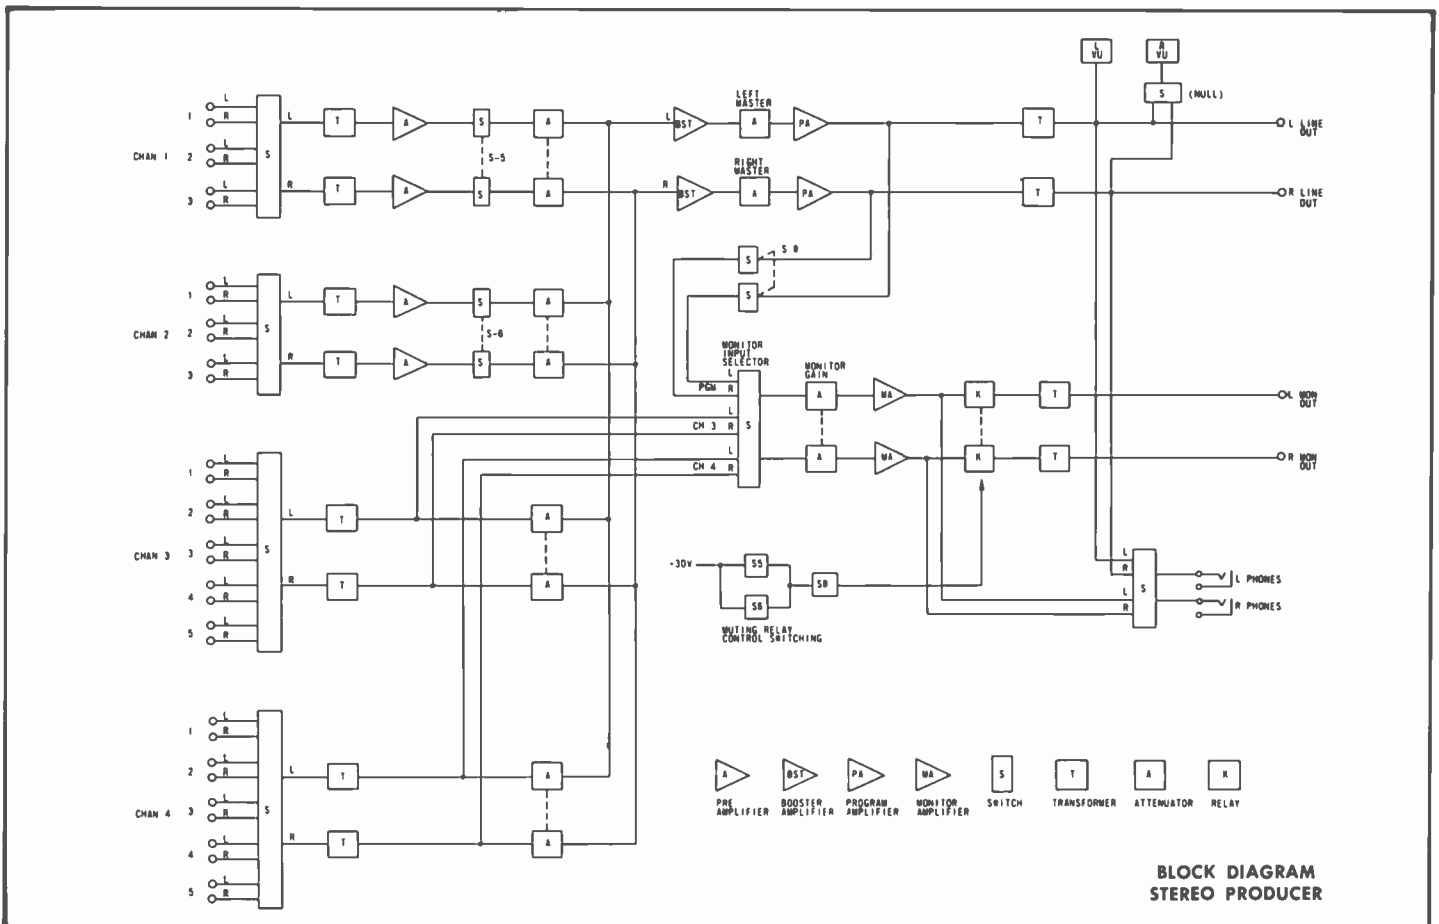 L VU
R VU
S (NULL)
LEFT MASTER
L BST A PA T
L LINE OUT
RIGHT MASTER
R BST A PA T
R LINE OUT
CHAN 1
1 L R
2 L R
3 L R
S
L T A S A
S-5
R T A S A
S 8
S
S
CHAN 2
1 L R
2 L R
3 L R
S
L T A S A
S-6
R T A S A
MONITOR INPUT SELECTOR
PGM L R
CH 3 L R
CH 4 L R
S
MONITOR GAIN
A MA K T
L MON OUT
A MA K T
R MON OUT
CHAN 3
1 L R
2 L R
3 L R
4 L R
5 L R
S
L T A
R T A
-30V S5 S8
S6
MUTING RELAY
CONTROL SWITCHING
L
R
L
R
S
L PHONES
R PHONES
CHAN 4
1 L R
2 L R
3 L R
4 L R
5 L R
S
L T A
R T A
A PRE AMPLIFIER
BST BOOSTER AMPLIFIER
PA PROGRAM AMPLIFIER
MA MONITOR AMPLIFIER
S SWITCH
T TRANSFORMER
A ATTENUATOR
K RELAY
BLOCK DIAGRAM
STEREO PRODUCER